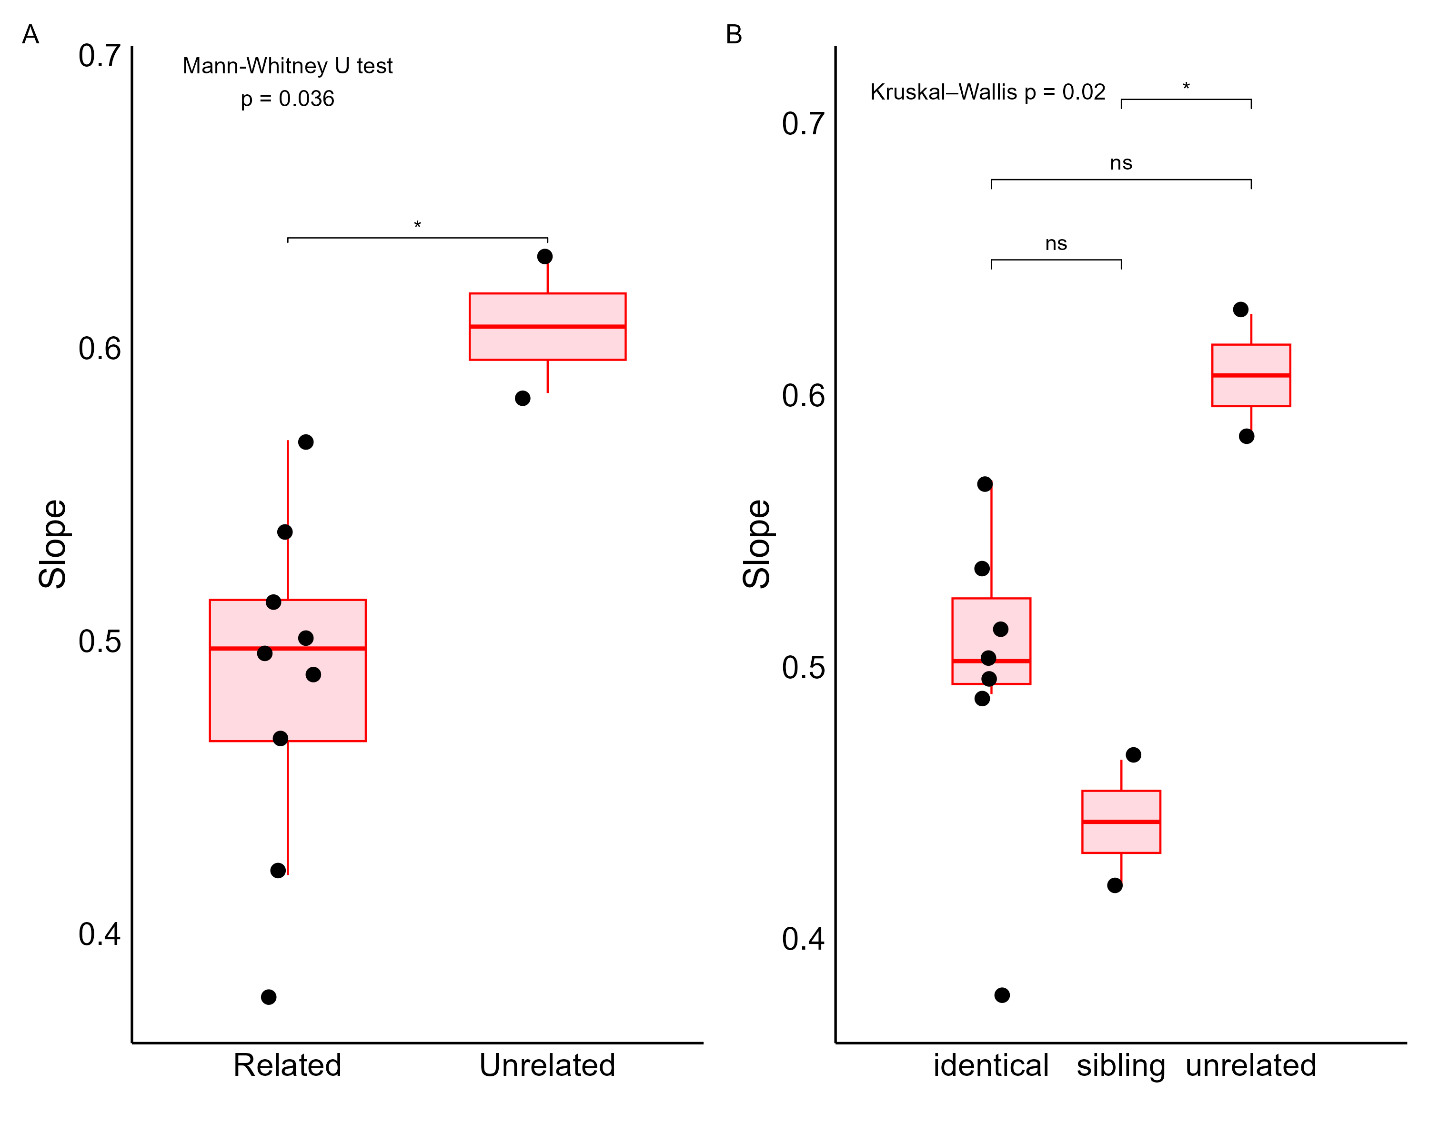 A
Mann-Whitney U test
p = 0.036
*
0.7
0.6
0.5
0.4
Slope
Related
Unrelated
B
Kruskal–Wallis p = 0.02
*
ns
ns
0.7
0.6
0.5
0.4
Slope
identical
sibling
unrelated